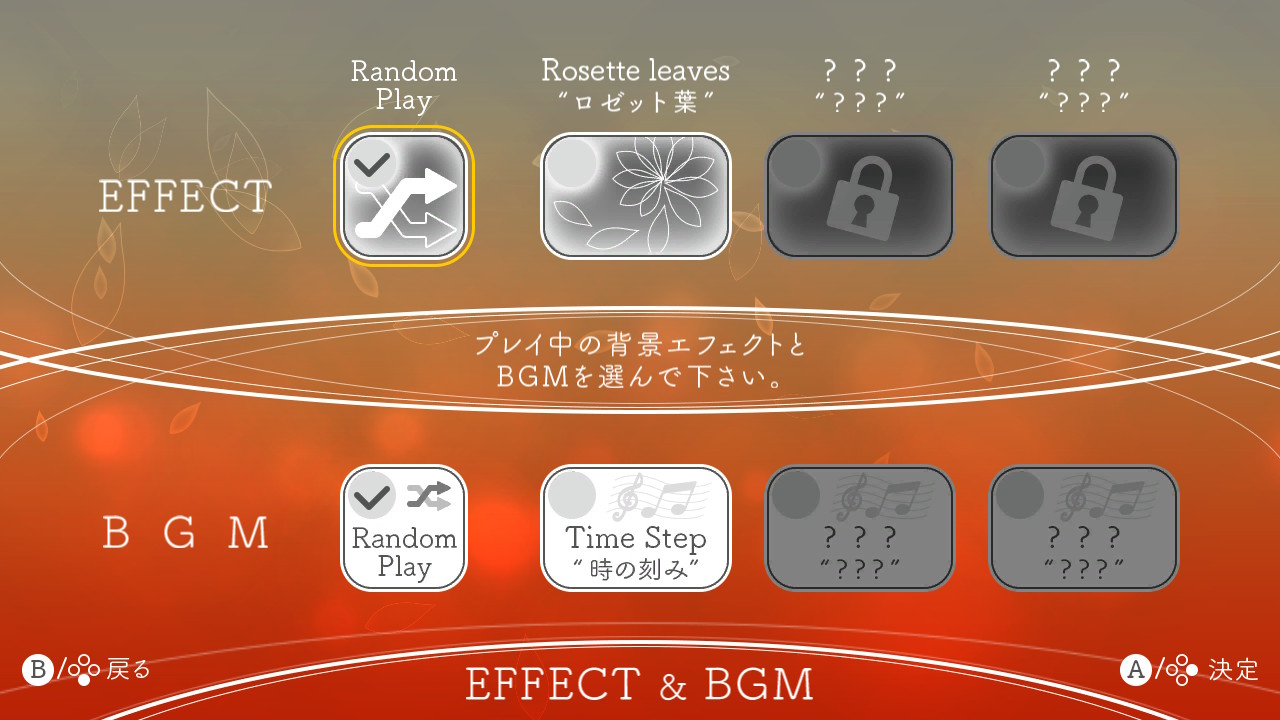 Random
Play
Rosette leaves
“ロゼット葉”
? ? ?
“???”
? ? ?
“???”
EFFECT
プレイ中の背景エフェクトと
BGMを選んで下さい。
B G M
Random
Play
Time Step
“時の刻み”
? ? ?
“???”
? ? ?
“???”
B/戻る
EFFECT & BGM
A/決定